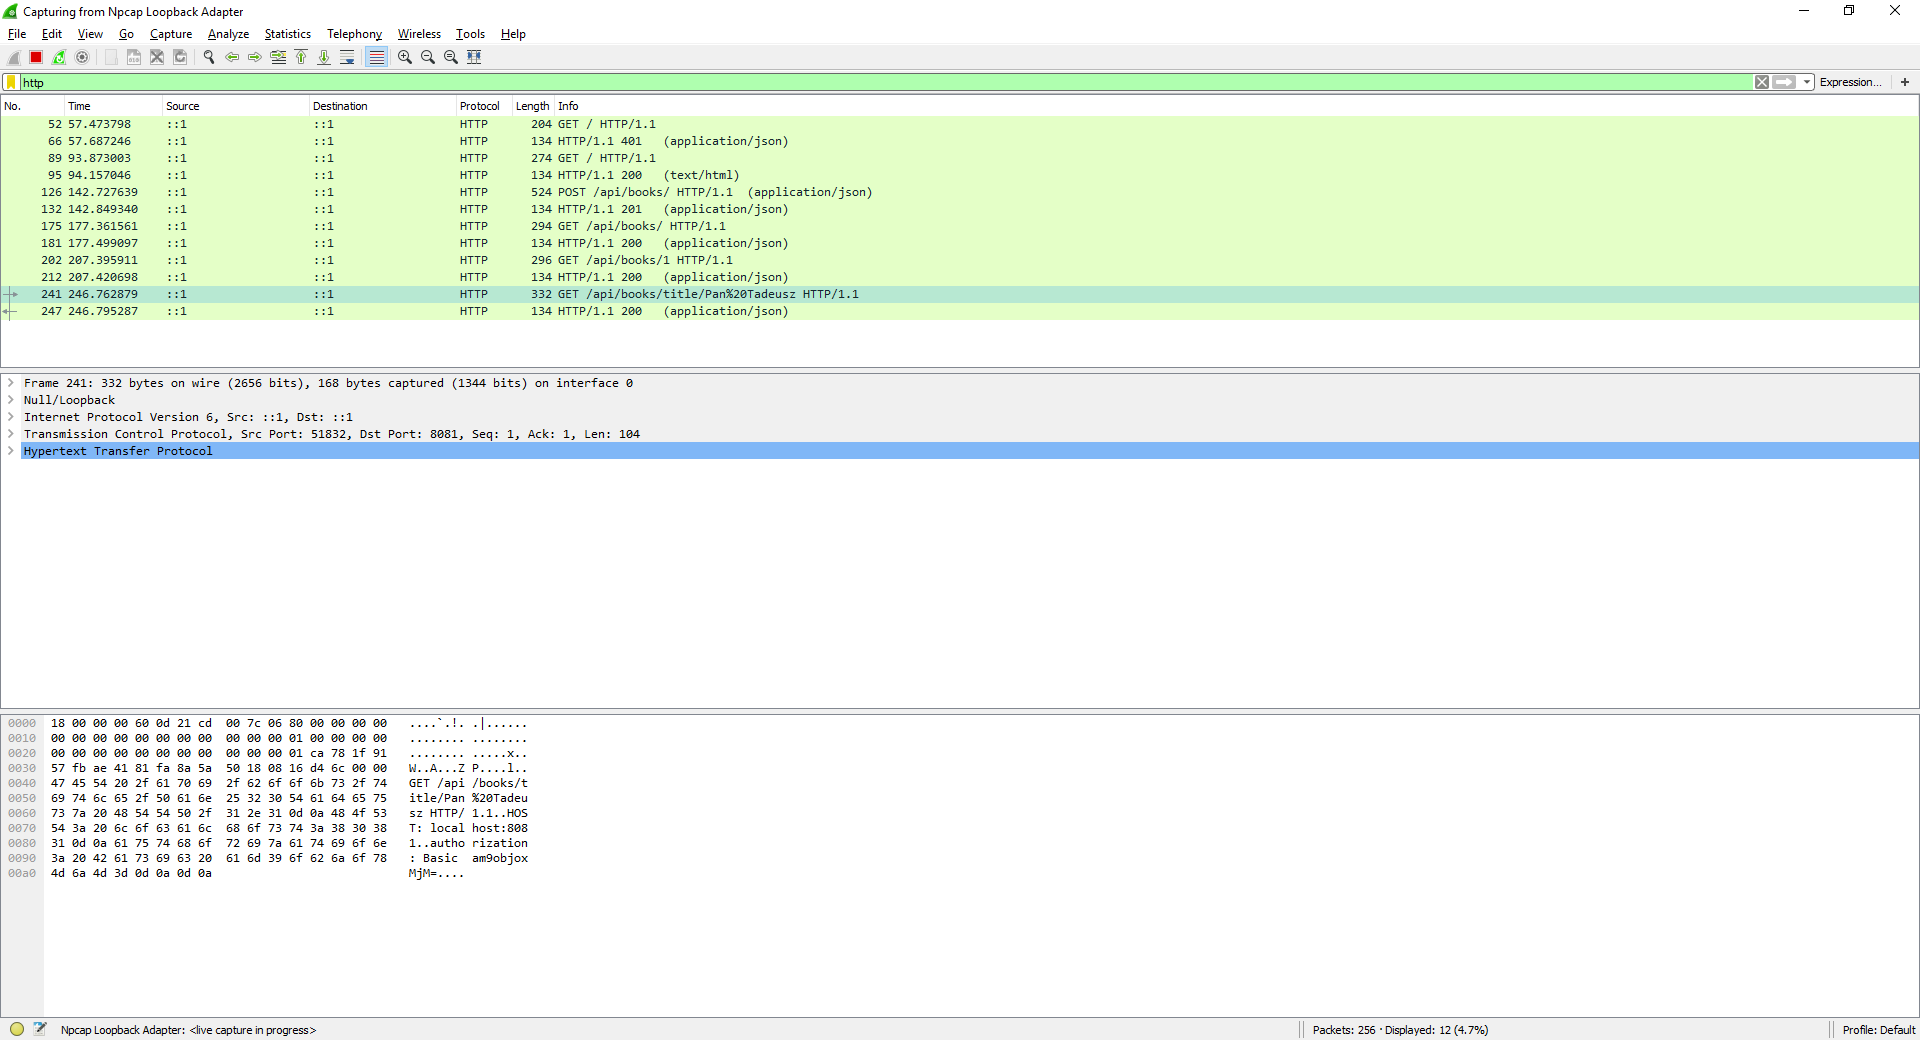 Capturing from Npcap Loopback Adapter
File Edit View Go Capture Analyze Statistics Telephony Wireless Tools Help
http Expression... +
No. Time Source Destination Protocol Length Info
52 57.473798 ::1 ::1 HTTP 204 GET / HTTP/1.1
66 57.687246 ::1 ::1 HTTP 134 HTTP/1.1 401 (application/json)
89 93.873003 ::1 ::1 HTTP 274 GET / HTTP/1.1
95 94.157046 ::1 ::1 HTTP 134 HTTP/1.1 200 (text/html)
126 142.727639 ::1 ::1 HTTP 524 POST /api/books/ HTTP/1.1 (application/json)
132 142.849340 ::1 ::1 HTTP 134 HTTP/1.1 201 (application/json)
175 177.361561 ::1 ::1 HTTP 294 GET /api/books/ HTTP/1.1
181 177.499097 ::1 ::1 HTTP 134 HTTP/1.1 200 (application/json)
202 207.395911 ::1 ::1 HTTP 296 GET /api/books/1 HTTP/1.1
212 207.420698 ::1 ::1 HTTP 134 HTTP/1.1 200 (application/json)
241 246.762879 ::1 ::1 HTTP 332 GET /api/books/title/Pan%20Tadeusz HTTP/1.1
247 246.795287 ::1 ::1 HTTP 134 HTTP/1.1 200 (application/json)
Frame 241: 332 bytes on wire (2656 bits), 168 bytes captured (1344 bits) on interface 0
Null/Loopback
Internet Protocol Version 6, Src: ::1, Dst: ::1
Transmission Control Protocol, Src Port: 51832, Dst Port: 8081, Seq: 1, Ack: 1, Len: 104
Hypertext Transfer Protocol
0000 18 00 00 00 60 0d 21 cd 00 7c 06 80 00 00 00 00 ....`.!. .|......
0010 00 00 00 00 00 00 00 00 00 00 00 01 00 00 00 00 ........ ........
0020 00 00 00 00 00 00 00 00 00 00 00 01 ca 78 1f 91 ........ .....x..
0030 57 fb ae 41 81 fa 8a 5a 50 18 08 16 d4 6c 00 00 W..A...Z P....l..
0040 47 45 54 20 2f 61 70 69 2f 62 6f 6f 6b 73 2f 74 GET /api /books/t
0050 69 74 6c 65 2f 50 61 6e 25 32 30 54 61 64 65 75 itle/Pan %20Tadeu
0060 73 7a 20 48 54 54 50 2f 31 2e 31 0d 0a 48 4f 53 sz HTTP/ 1.1..HOS
0070 54 3a 20 6c 6f 63 61 6c 68 6f 73 74 3a 38 30 38 T: local host:808
0080 31 0d 0a 61 75 74 68 6f 72 69 7a 61 74 69 6f 6e 1..autho rization
0090 3a 20 42 61 73 69 63 20 61 6d 39 6f 62 6a 6f 78 : Basic am9objox
00a0 4d 6a 4d 3d 0d 0a 0d 0a MjM=....
Npcap Loopback Adapter: <live capture in progress> Packets: 256 · Displayed: 12 (4.7%) Profile: Default